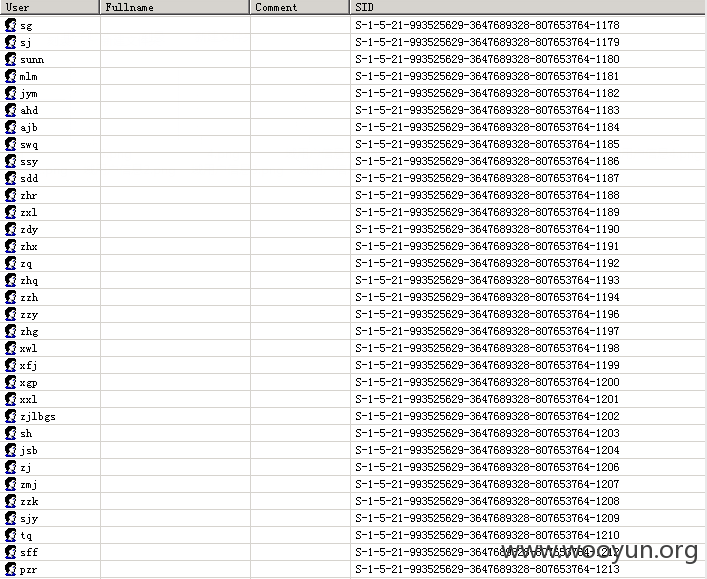 User Fullname Comment SID
sg S-1-5-21-993525629-3647689328-807653764-1178
sj S-1-5-21-993525629-3647689328-807653764-1179
sunn S-1-5-21-993525629-3647689328-807653764-1180
mlm S-1-5-21-993525629-3647689328-807653764-1181
jym S-1-5-21-993525629-3647689328-807653764-1182
ahd S-1-5-21-993525629-3647689328-807653764-1183
ajb S-1-5-21-993525629-3647689328-807653764-1184
swq S-1-5-21-993525629-3647689328-807653764-1185
ssy S-1-5-21-993525629-3647689328-807653764-1186
sdd S-1-5-21-993525629-3647689328-807653764-1187
zhr S-1-5-21-993525629-3647689328-807653764-1188
zxl S-1-5-21-993525629-3647689328-807653764-1189
zdy S-1-5-21-993525629-3647689328-807653764-1190
zhx S-1-5-21-993525629-3647689328-807653764-1191
zq S-1-5-21-993525629-3647689328-807653764-1192
zhq S-1-5-21-993525629-3647689328-807653764-1193
zzh S-1-5-21-993525629-3647689328-807653764-1194
zzy S-1-5-21-993525629-3647689328-807653764-1196
zhg S-1-5-21-993525629-3647689328-807653764-1197
xwl S-1-5-21-993525629-3647689328-807653764-1198
xfj S-1-5-21-993525629-3647689328-807653764-1199
xgp S-1-5-21-993525629-3647689328-807653764-1200
xxl S-1-5-21-993525629-3647689328-807653764-1201
zjlbgs S-1-5-21-993525629-3647689328-807653764-1202
sh S-1-5-21-993525629-3647689328-807653764-1203
jsb S-1-5-21-993525629-3647689328-807653764-1204
zj S-1-5-21-993525629-3647689328-807653764-1206
zmj S-1-5-21-993525629-3647689328-807653764-1207
zzk S-1-5-21-993525629-3647689328-807653764-1208
sjy S-1-5-21-993525629-3647689328-807653764-1209
tq S-1-5-21-993525629-3647689328-807653764-1210
sff
www.wooyun.org
pzr S-1-5-21-993525629-3647689328-807653764-1213